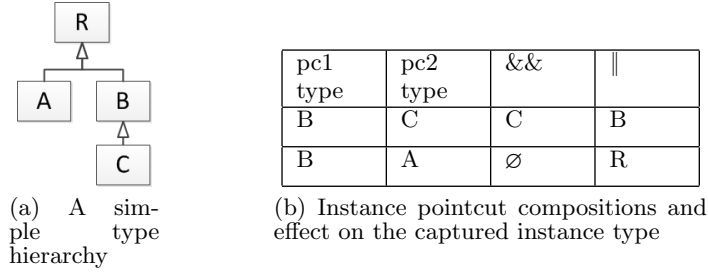 R
A
B
C
pc1 type
pc2 type
&&
||
B
C
C
B
B
A
∅
R
(a) A sim-
ple type
hierarchy
(b) Instance pointcut compositions and
effect on the captured instance type